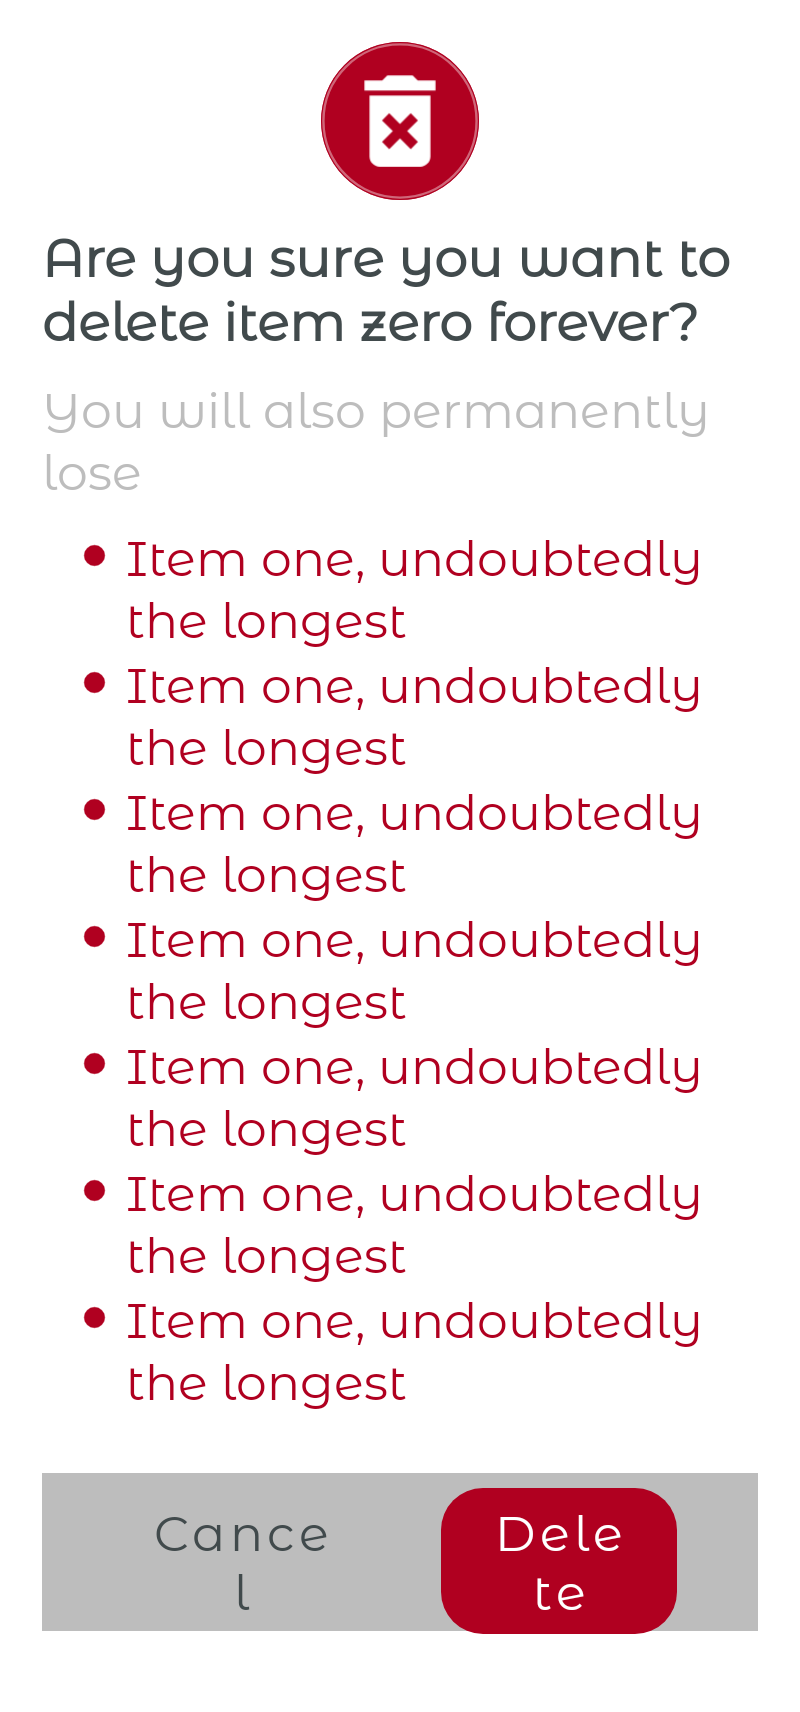 Are you sure you want to
delete item zero forever?
You will also permanently
lose
Item one, undoubtedly
the longest
Item one, undoubtedly
the longest
Item one, undoubtedly
the longest
Item one, undoubtedly
the longest
Item one, undoubtedly
the longest
Item one, undoubtedly
the longest
Item one, undoubtedly
the longest
Cance
l
Dele
te